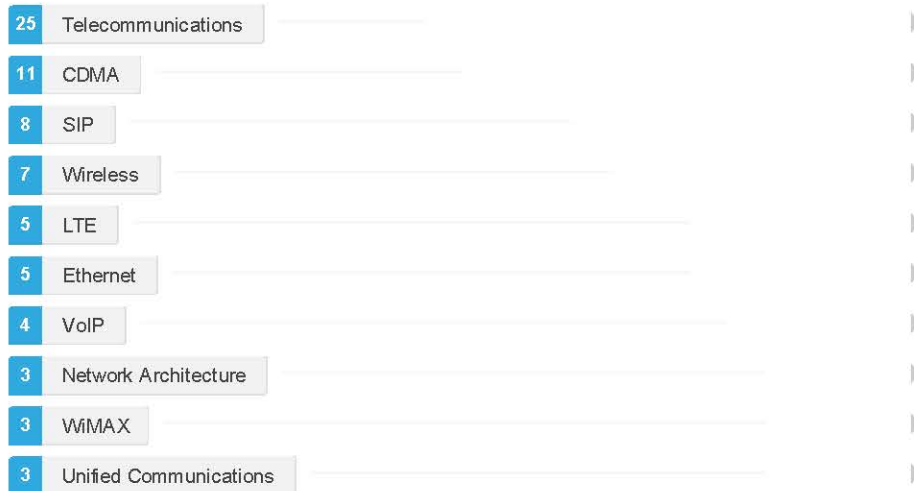 25 Telecommunications
11 CDMA
8 SIP
7 Wireless
5 LTE
5 Ethernet
4 VoIP
3 Network Architecture
3 WiMAX
3 Unified Communications